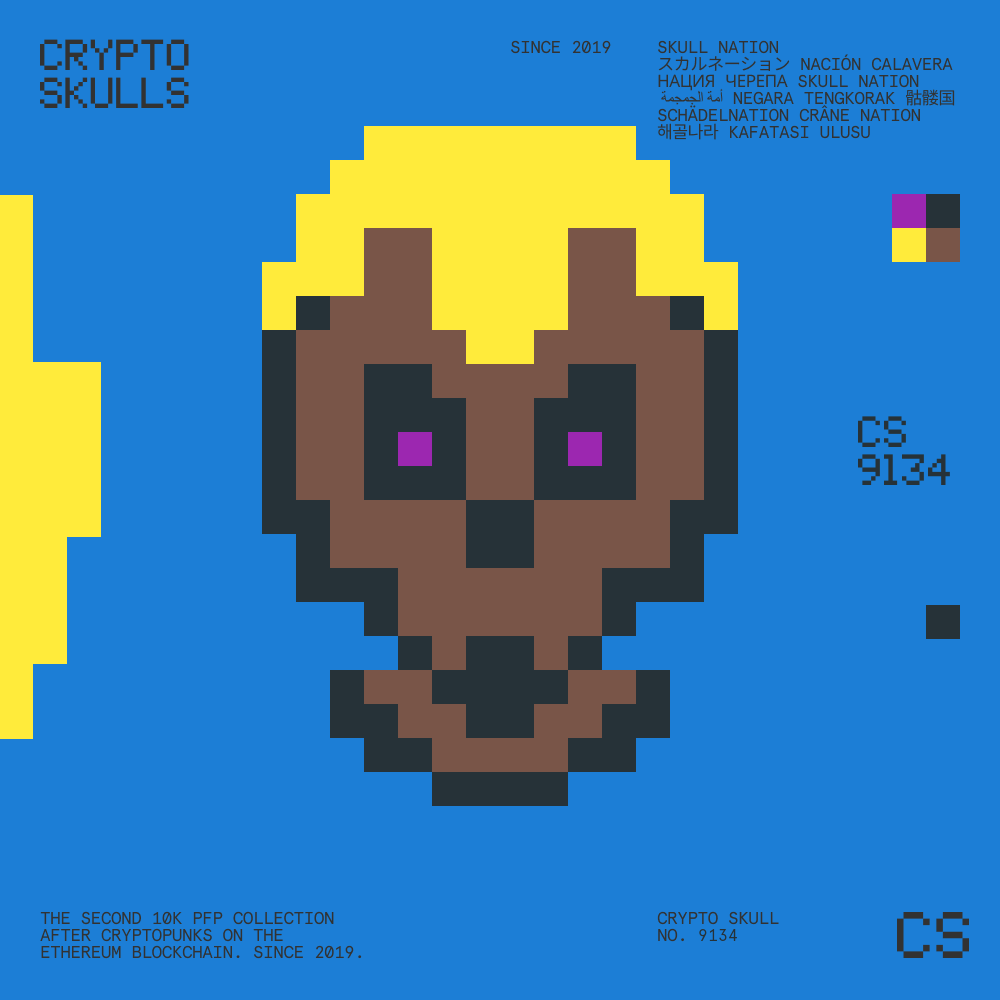 CRYPTO
SKULLS
SINCE 2019
SKULL NATION
スカルネーション NACIÓN CALAVERA
НАЦИЯ ЧЕРЕПА SKULL NATION
أمة الجمجمة NEGARA TENGKORAK 骷髅国
SCHÄDELNATION CRÂNE NATION
해골나라 KAFATASI ULUSU
CS
9134
THE SECOND 10K PFP COLLECTION
AFTER CRYPTOPUNKS ON THE
ETHEREUM BLOCKCHAIN. SINCE 2019.
CRYPTO SKULL
NO. 9134
CS